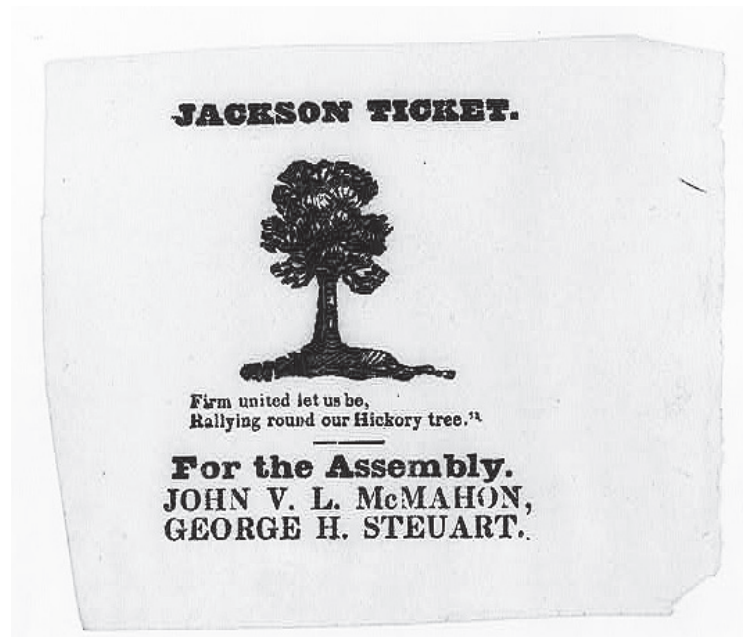 JACKSON TICKET.
Firm united let us be,
Rallying round our Hickory tree."
For the Assembly.
JOHN V. L. McMAHON,
GEORGE H. STEUART.